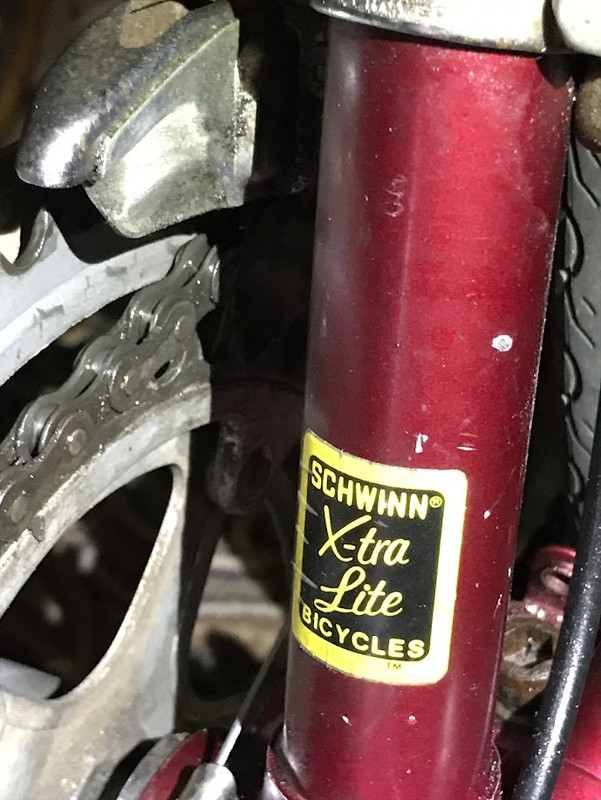 SCHWINN®
X-tra
Lite
BICYCLES
TM